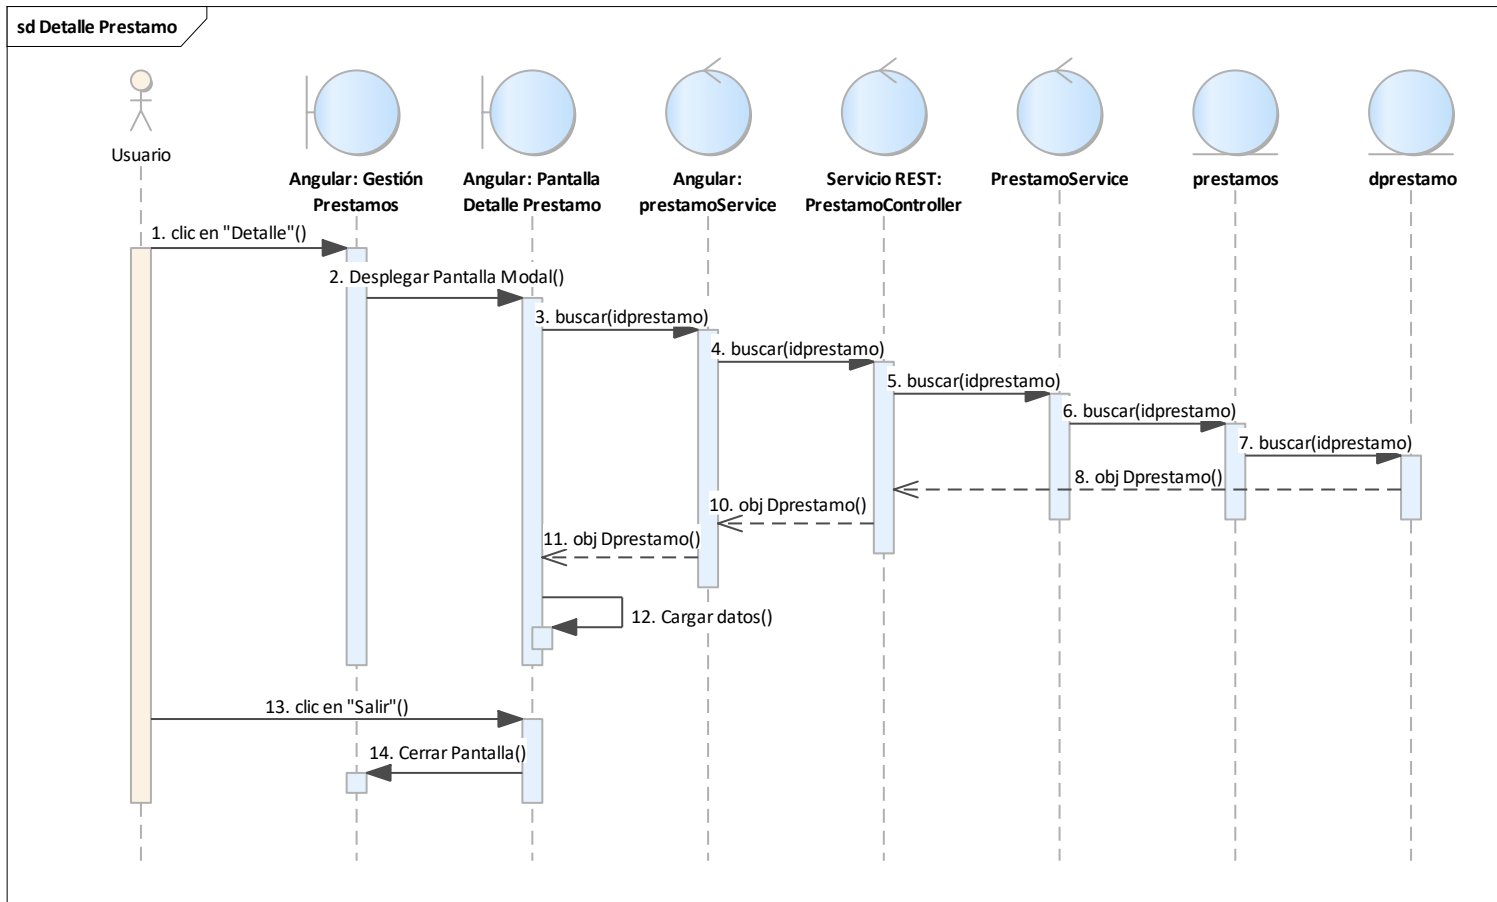 sd Detalle Prestamo
Usuario
Angular: Gestión
Prestamos
Angular: Pantalla
Detalle Prestamo
Angular:
prestamoService
Servicio REST:
PrestamoController
PrestamoService
prestamos
dprestamo
1. clic en "Detalle"()
2. Desplegar Pantalla Modal()
3. buscar(idprestamo)
4. buscar(idprestamo)
5. buscar(idprestamo)
6. buscar(idprestamo)
7. buscar(idprestamo)
8. obj Dprestamo()
10. obj Dprestamo()
11. obj Dprestamo()
12. Cargar datos()
13. clic en "Salir"()
14. Cerrar Pantalla()